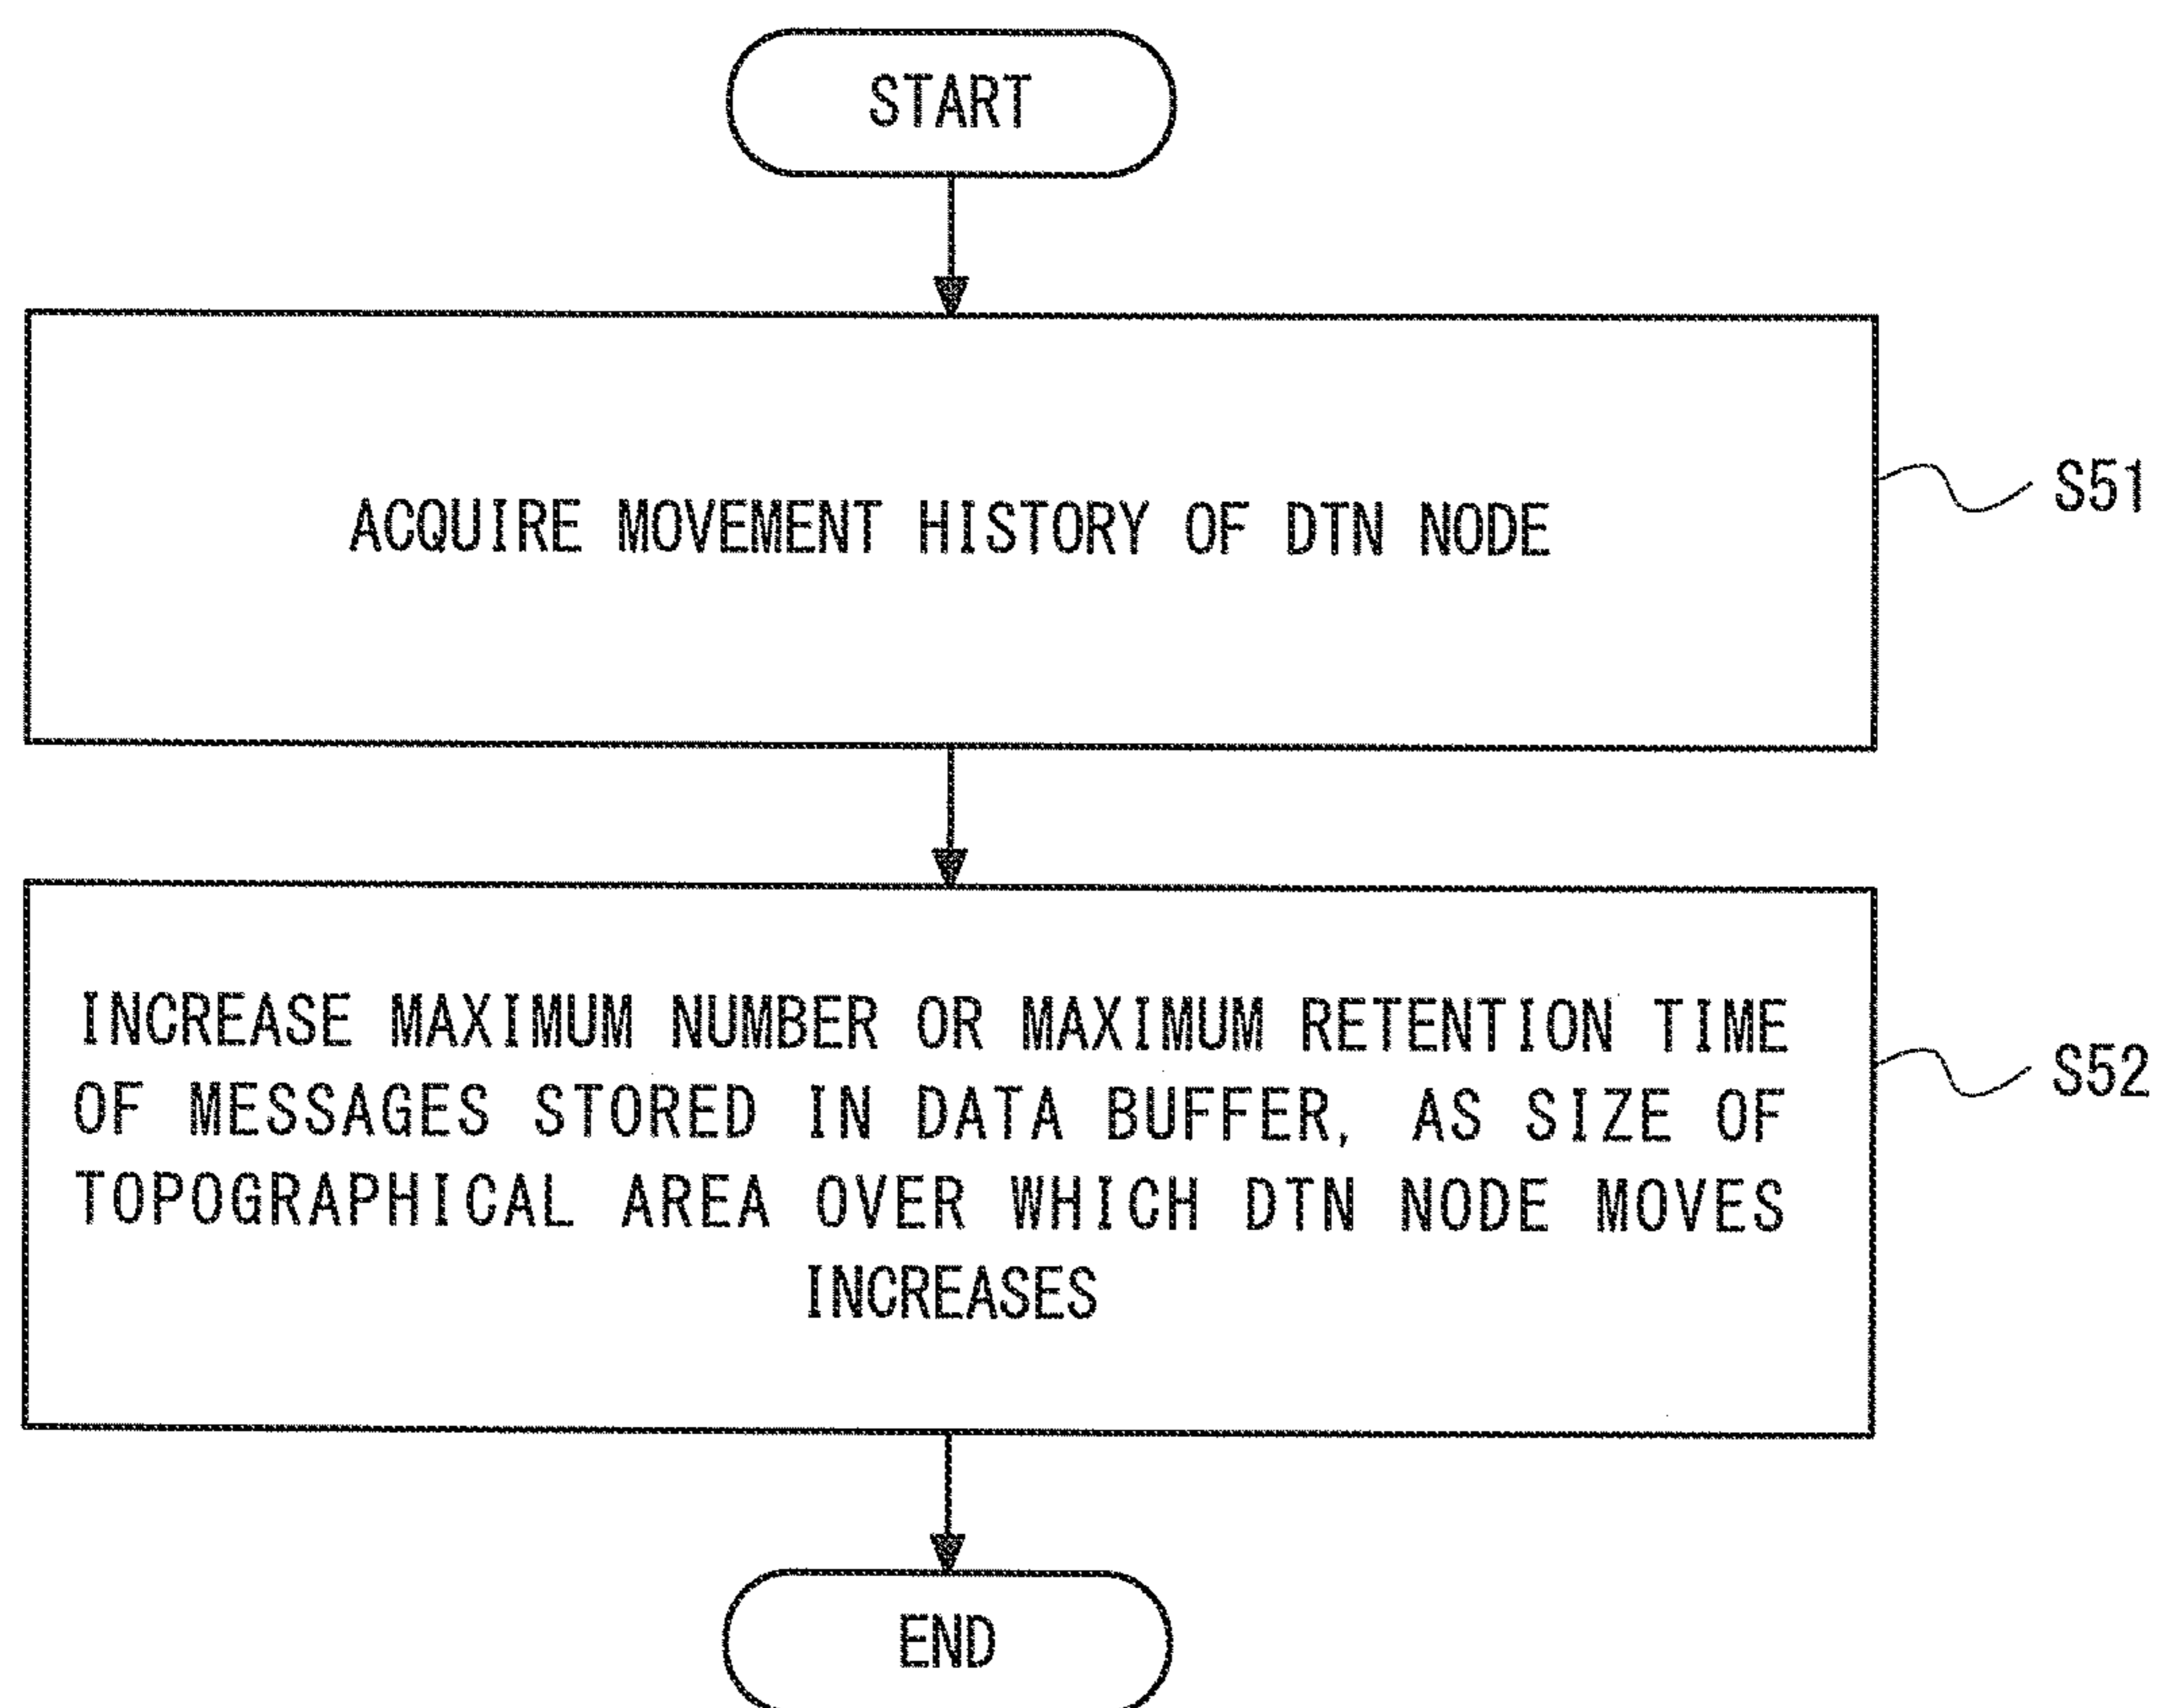 START
ACQUIRE MOVEMENT HISTORY OF DTN NODE
S51
INCREASE MAXIMUM NUMBER OR MAXIMUM RETENTION TIME
OF MESSAGES STORED IN DATA BUFFER, AS SIZE OF
TOPOGRAPHICAL AREA OVER WHICH DTN NODE MOVES
INCREASES
S52
END